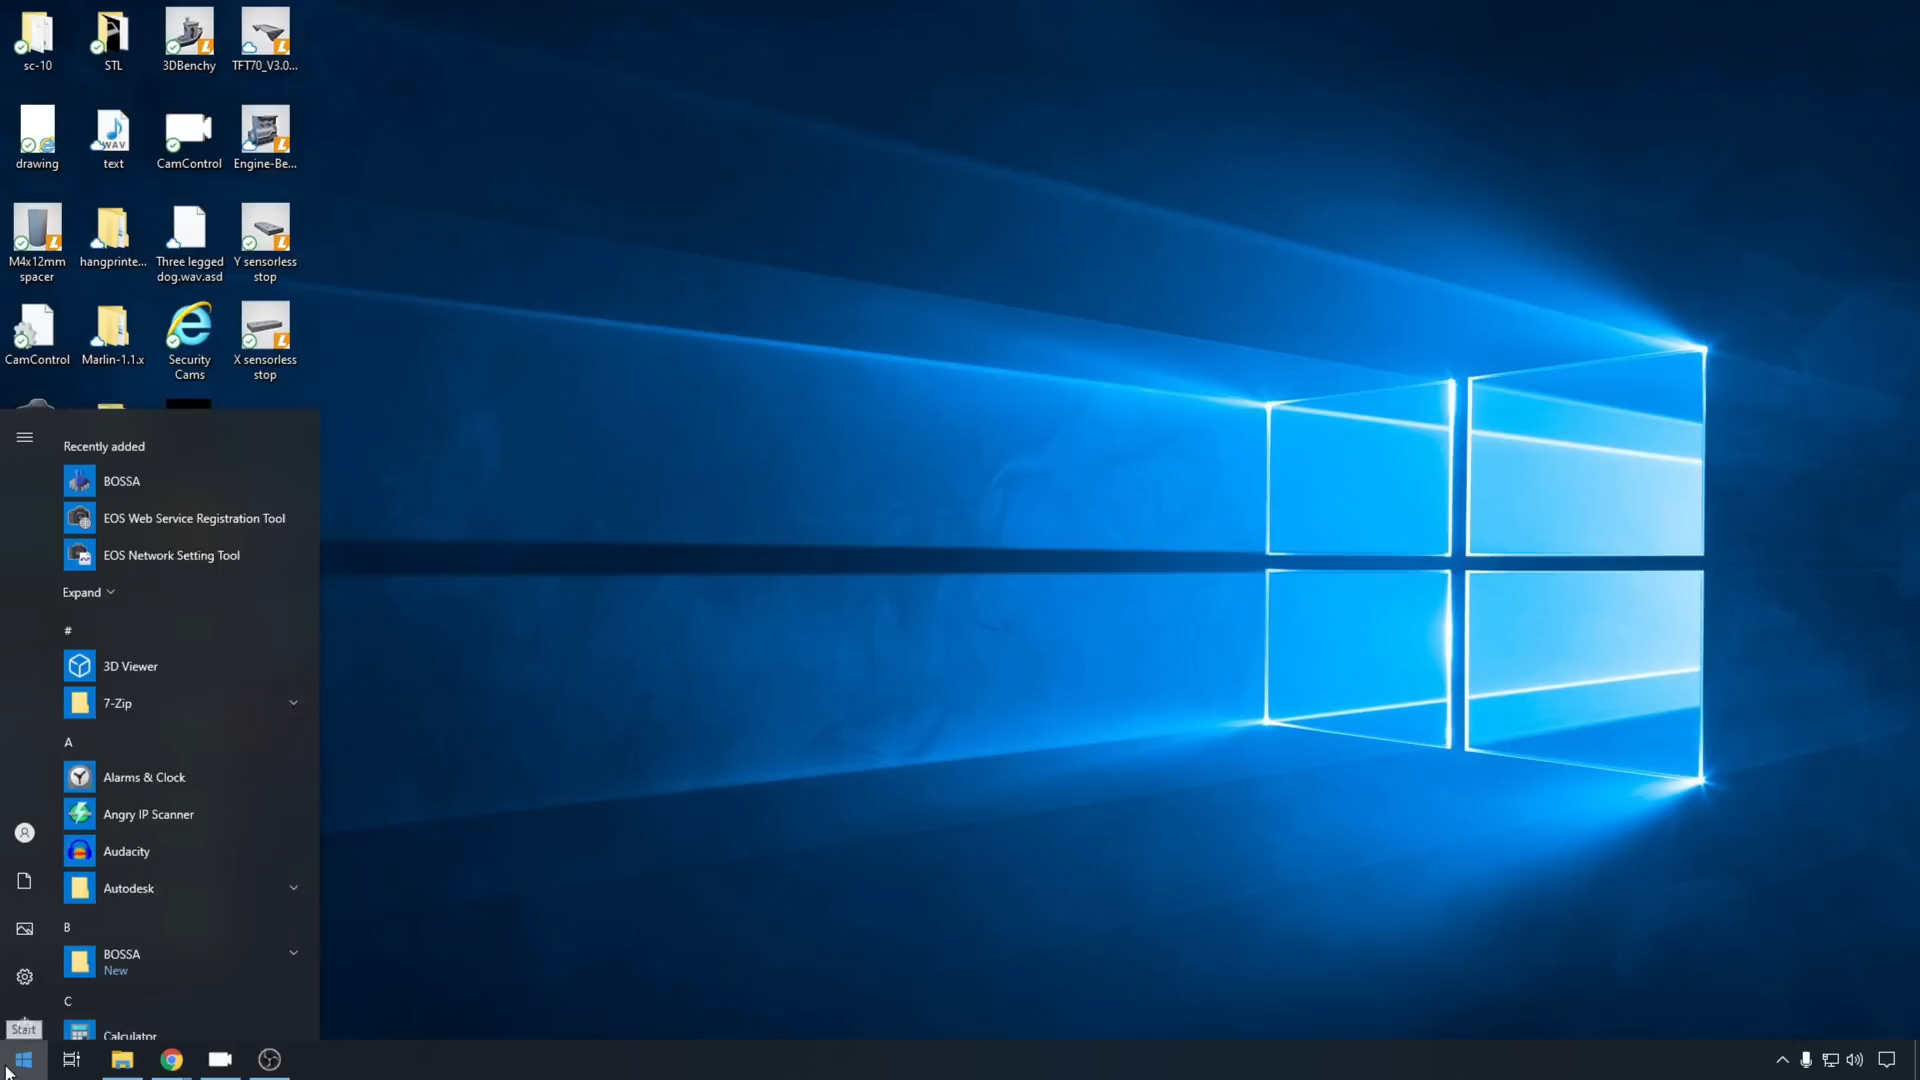 sc-10
STL
3DBenchy
TFT70_V3.0...
drawing
text
CamControl
Engine-Be...
M4x12mm
spacer
hangprinte...
Three legged
dog.wav.asd
Y sensorless
stop
CamControl
Marlin-1.1.x
Security
Cams
X sensorless
stop
Recently added
BOSSA
EOS Web Service Registration Tool
EOS Network Setting Tool
Expand
#
3D Viewer
7-Zip
A
Alarms & Clock
Angry IP Scanner
Audacity
Autodesk
B
BOSSA
New
C
Calculator
Start
WAV